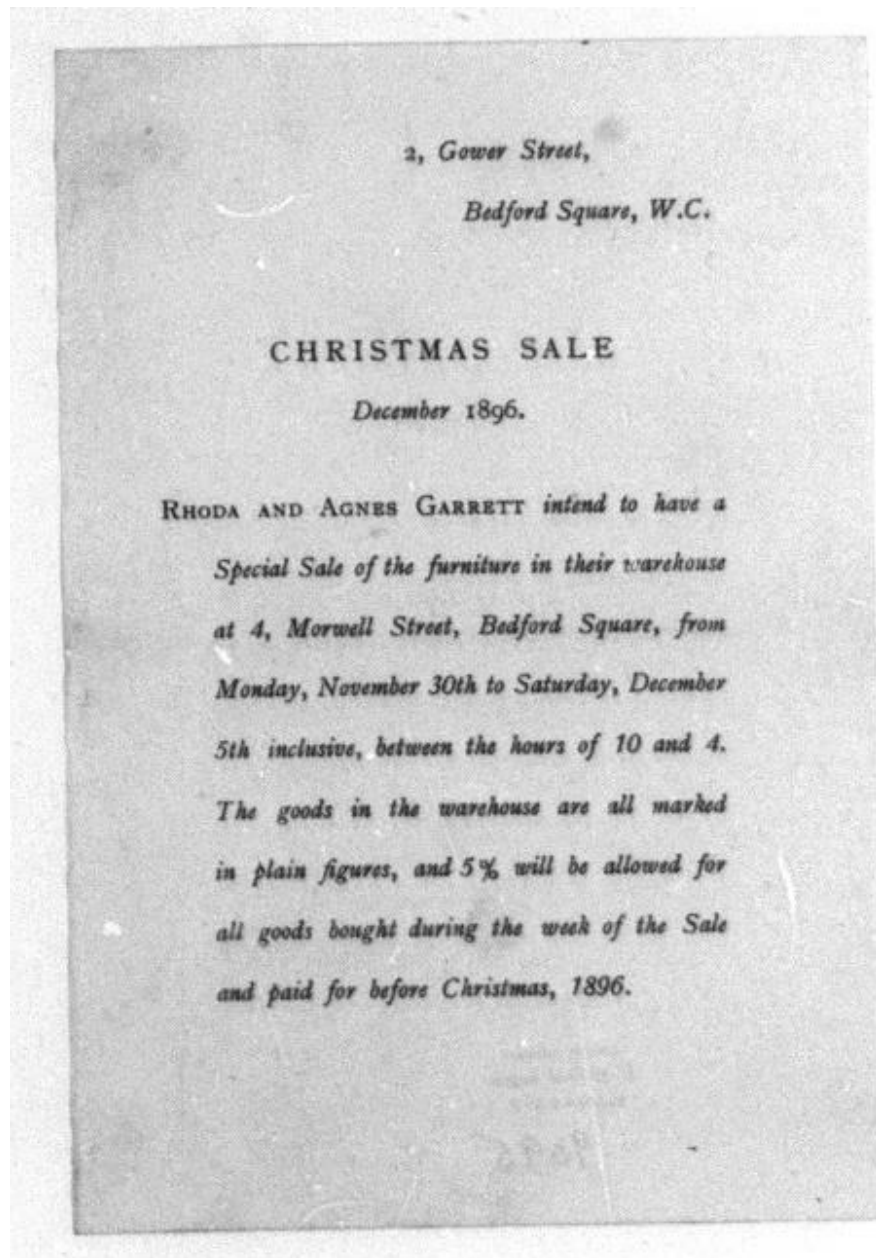 2, Gower Street,
Bedford Square, W.C.
CHRISTMAS SALE
December 1896.
RHODA AND AGNES GARRETT intend to have a
Special Sale of the furniture in their warehouse
at 4, Morwell Street, Bedford Square, from
Monday, November 30th to Saturday, December
5th inclusive, between the hours of 10 and 4.
The goods in the warehouse are all marked
in plain figures, and 5% will be allowed for
all goods bought during the week of the Sale
and paid for before Christmas, 1896.